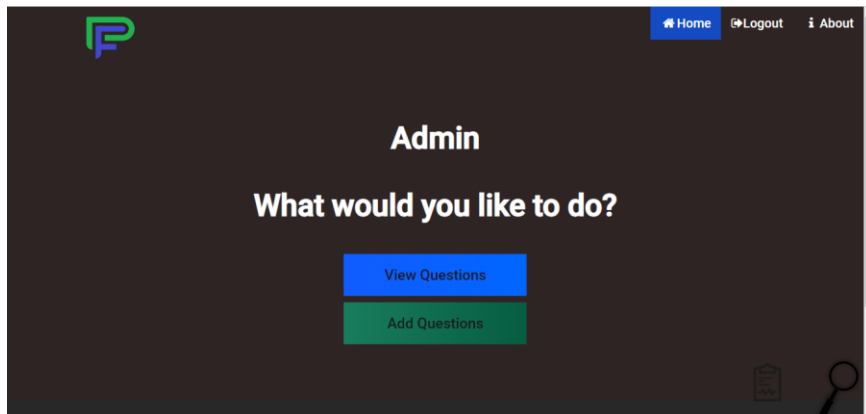 Home Logout About
Admin
What would you like to do?
View Questions
Add Questions